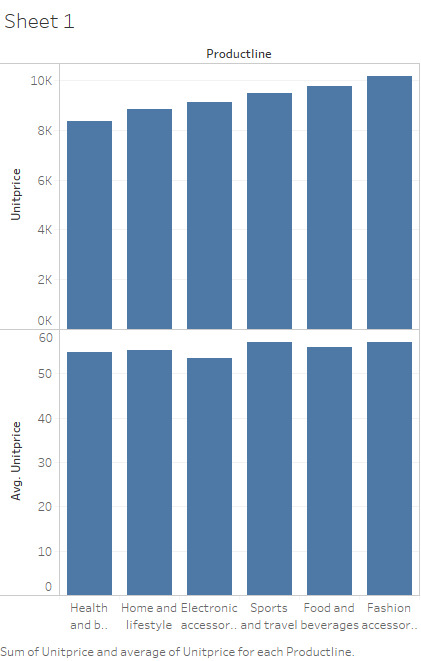 Sheet 1
Productline
10K
8K
6K
4K
2K
0K
Unitprice
60
50
40
30
20
10
0
Avg. Unitprice
Health and b..
Home and lifestyle
Electronic accessor..
Sports and travel
Food and beverages
Fashion accessor..
Sum of Unitprice and average of Unitprice for each Productline.